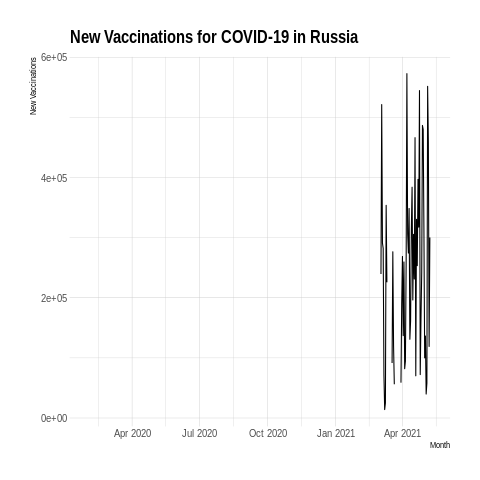 New Vaccinations for COVID-19 in Russia
New Vaccinations
6e+05
4e+05
2e+05
0e+00
Apr 2020 Jul 2020 Oct 2020 Jan 2021 Apr 2021
Month